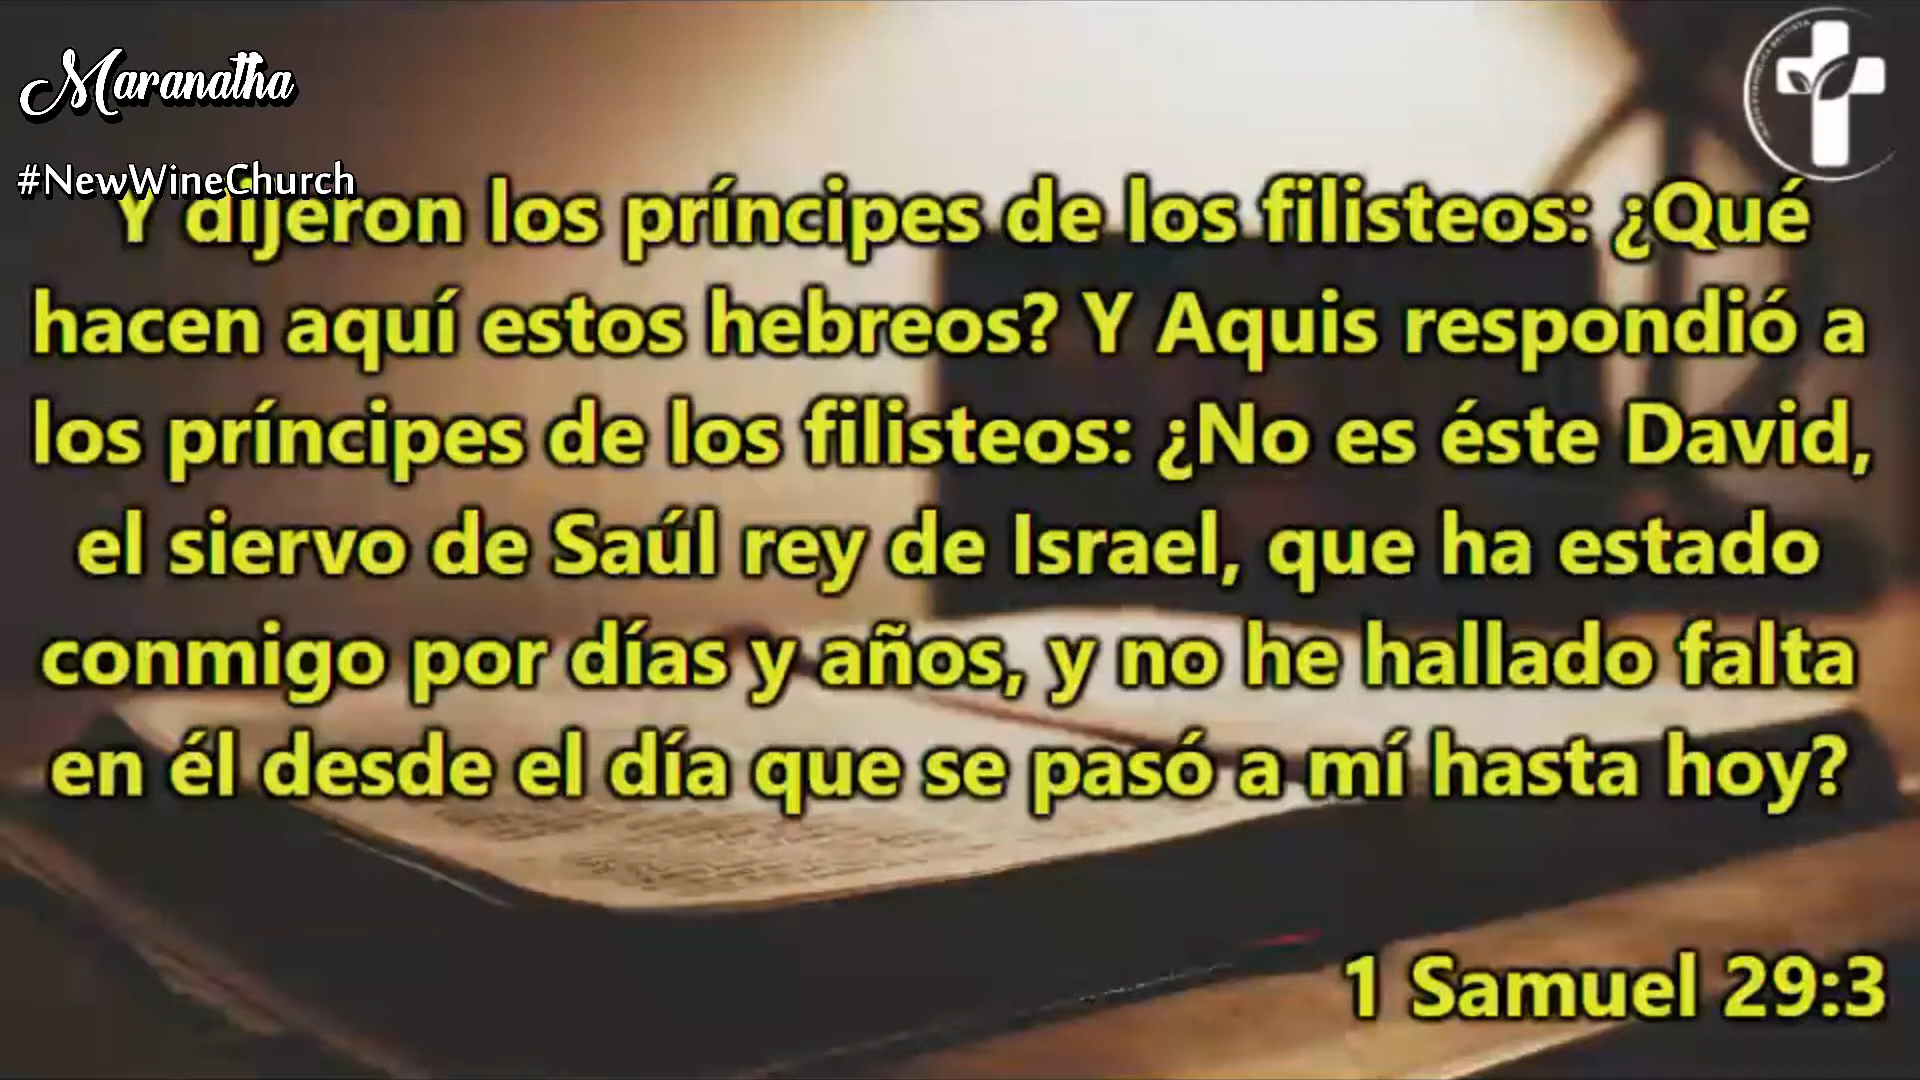 Maranatha
#NewWineChurch
Y dijeron los príncipes de los filisteos: ¿Qué
hacen aquí estos hebreos? Y Aquis respondió a
los príncipes de los filisteos: ¿No es éste David,
el siervo de Saúl rey de Israel, que ha estado
conmigo por días y años, y no he hallado falta
en él desde el día que se pasó a mí hasta hoy?
1 Samuel 29:3